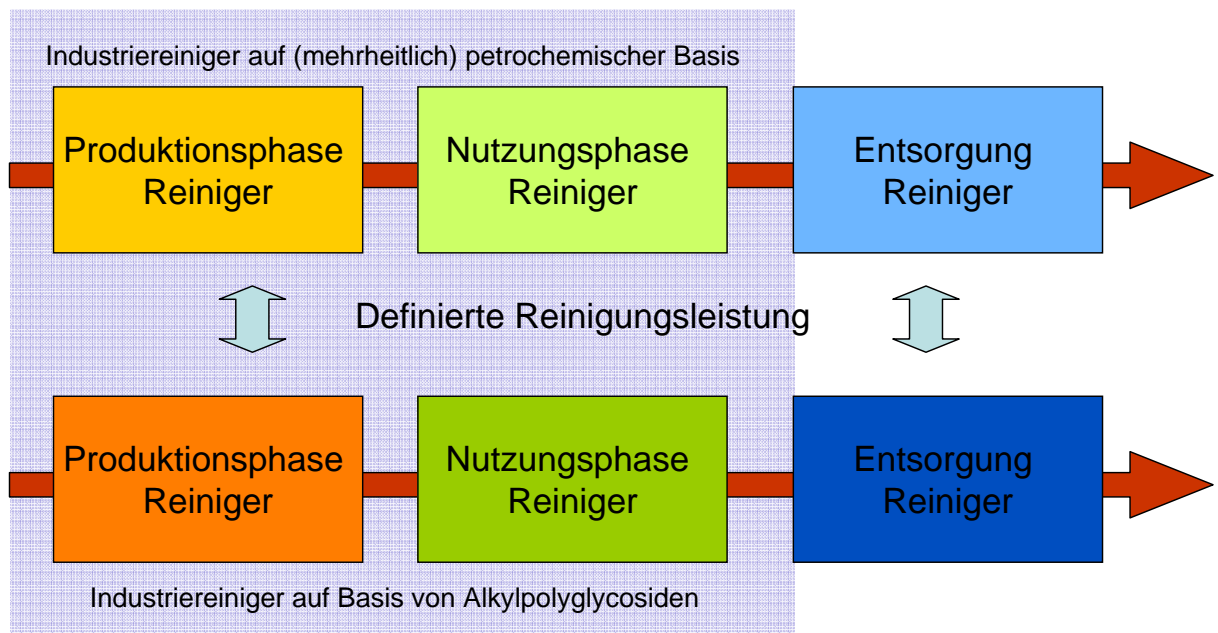 Industriereiniger auf (mehrheitlich) petrochemischer Basis
Produktionsphase
Reiniger
Nutzungsphase
Reiniger
Entsorgung
Reiniger
Definierte Reinigungsleistung
Produktionsphase
Reiniger
Nutzungsphase
Reiniger
Entsorgung
Reiniger
Industriereiniger auf Basis von Alkylpolyglycosiden